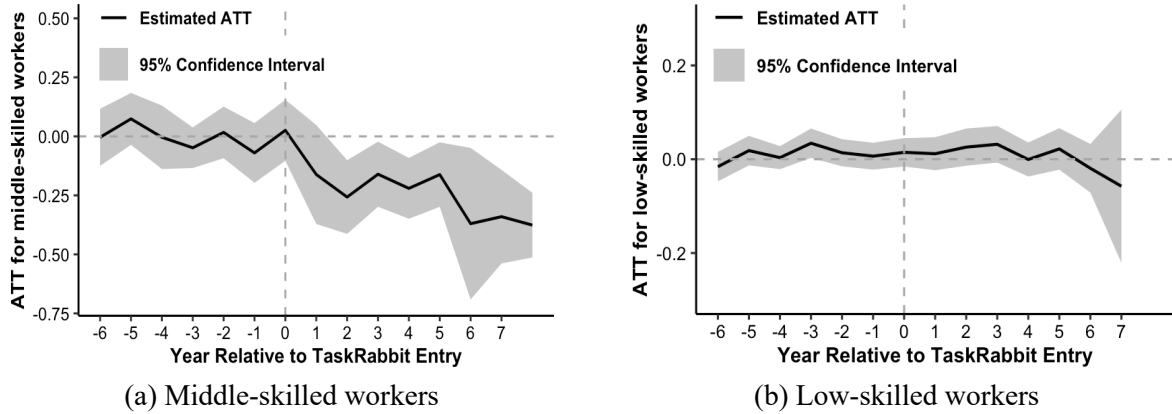 0.50
0.25
0.00
-0.25
-0.50
-0.75
ATT for middle-skilled workers
Estimated ATT
95% Confidence Interval
-6 -5 -4 -3 -2 -1 0 1 2 3 4 5 6 7
Year Relative to TaskRabbit Entry
(a) Middle-skilled workers
0.2
0.0
-0.2
ATT for low-skilled workers
Estimated ATT
95% Confidence Interval
-6 -5 -4 -3 -2 -1 0 1 2 3 4 5 6 7
Year Relative to TaskRabbit Entry
(b) Low-skilled workers